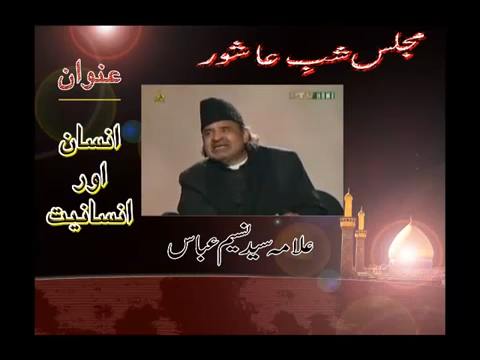 مجلس شبِ عاشور
عنوان
انسان
اور
انسانیت
علامہ سید نسیم عباس